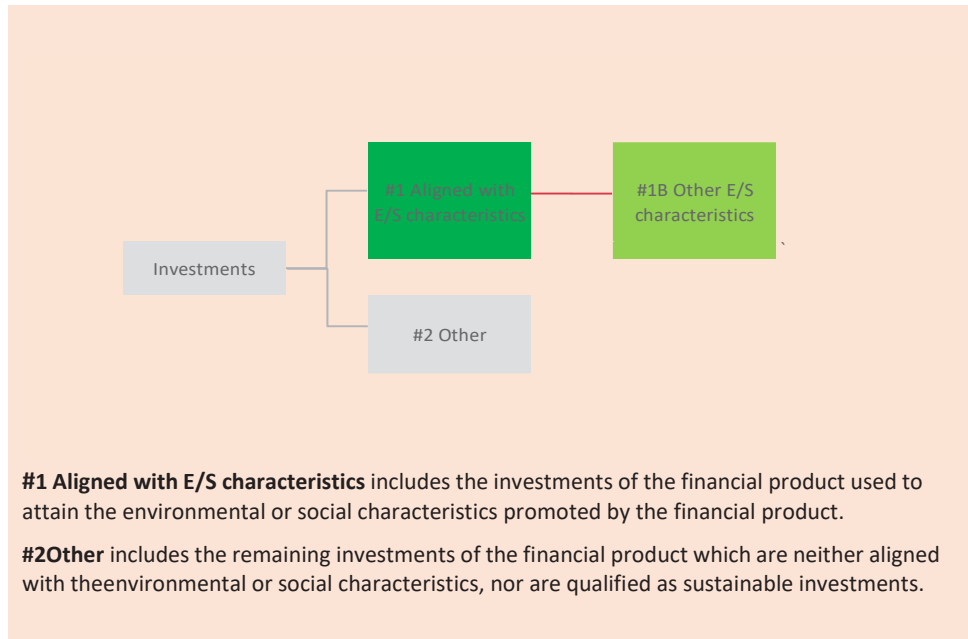 #1 Aligned with
E/S characteristics
#1B Other E/S
characteristics
`
Investments
#2 Other
#1 Aligned with E/S characteristics includes the investments of the financial product used to
attain the environmental or social characteristics promoted by the financial product.
#2Other includes the remaining investments of the financial product which are neither aligned
with theenvironmental or social characteristics, nor are qualified as sustainable investments.